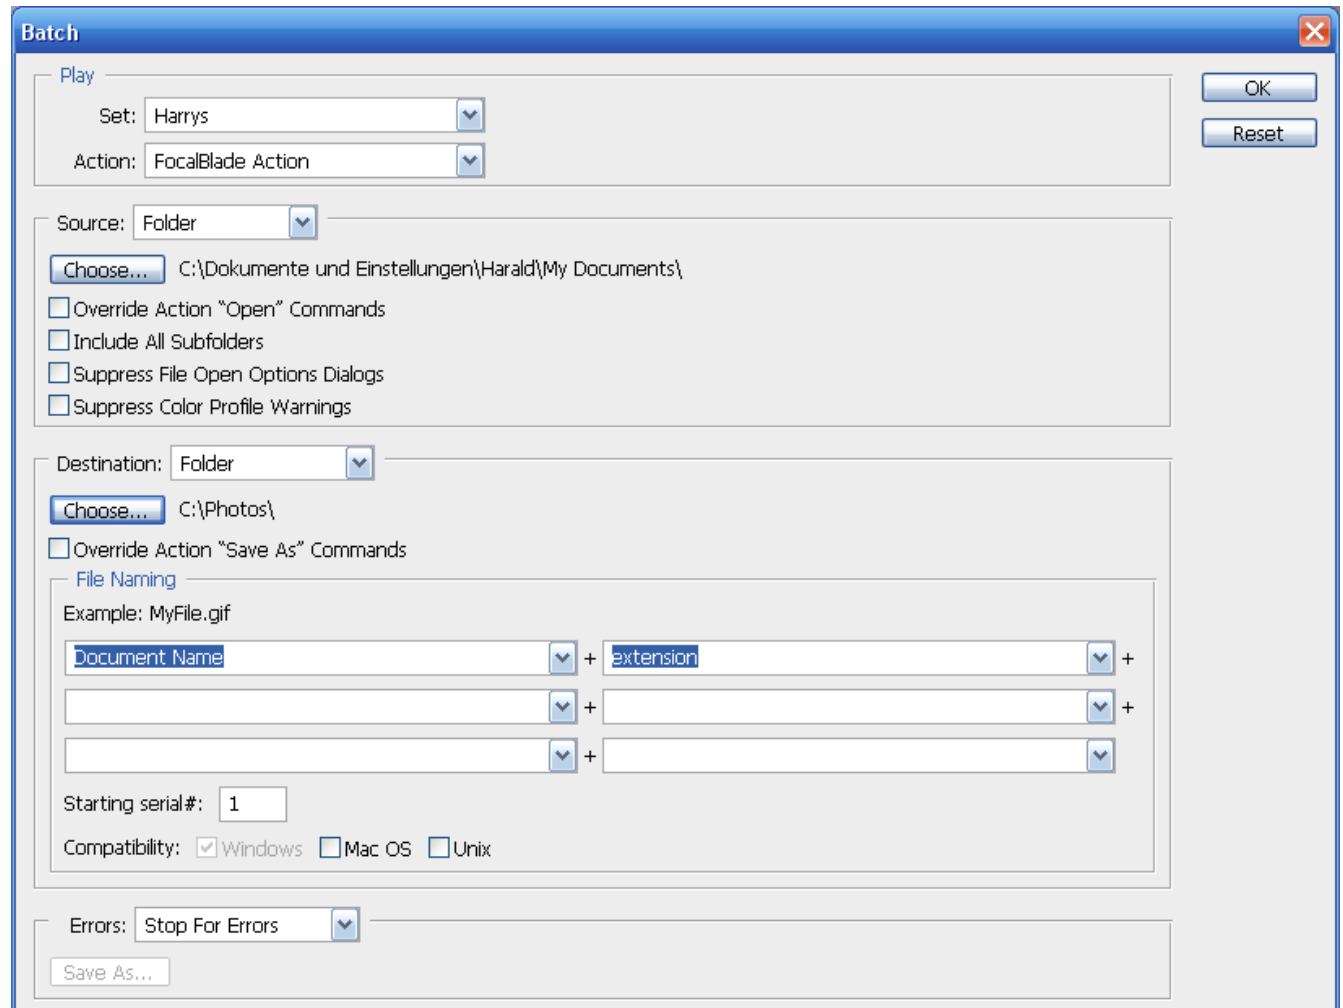 Batch
Play
OK
Set: Harrys
Reset
Action: FocalBlade Action
Source: Folder
Choose... C:\Dokumente und Einstellungen\Harald\My Documents\
Override Action “Open” Commands
Include All Subfolders
Suppress File Open Options Dialogs
Suppress Color Profile Warnings
Destination: Folder
Choose... C:\Photos\
Override Action “Save As” Commands
File Naming
Example: MyFile.gif
Document Name + extension +
+ +
+
Starting serial#: 1
Compatibility: Windows Mac OS Unix
Errors: Stop For Errors
Save As...